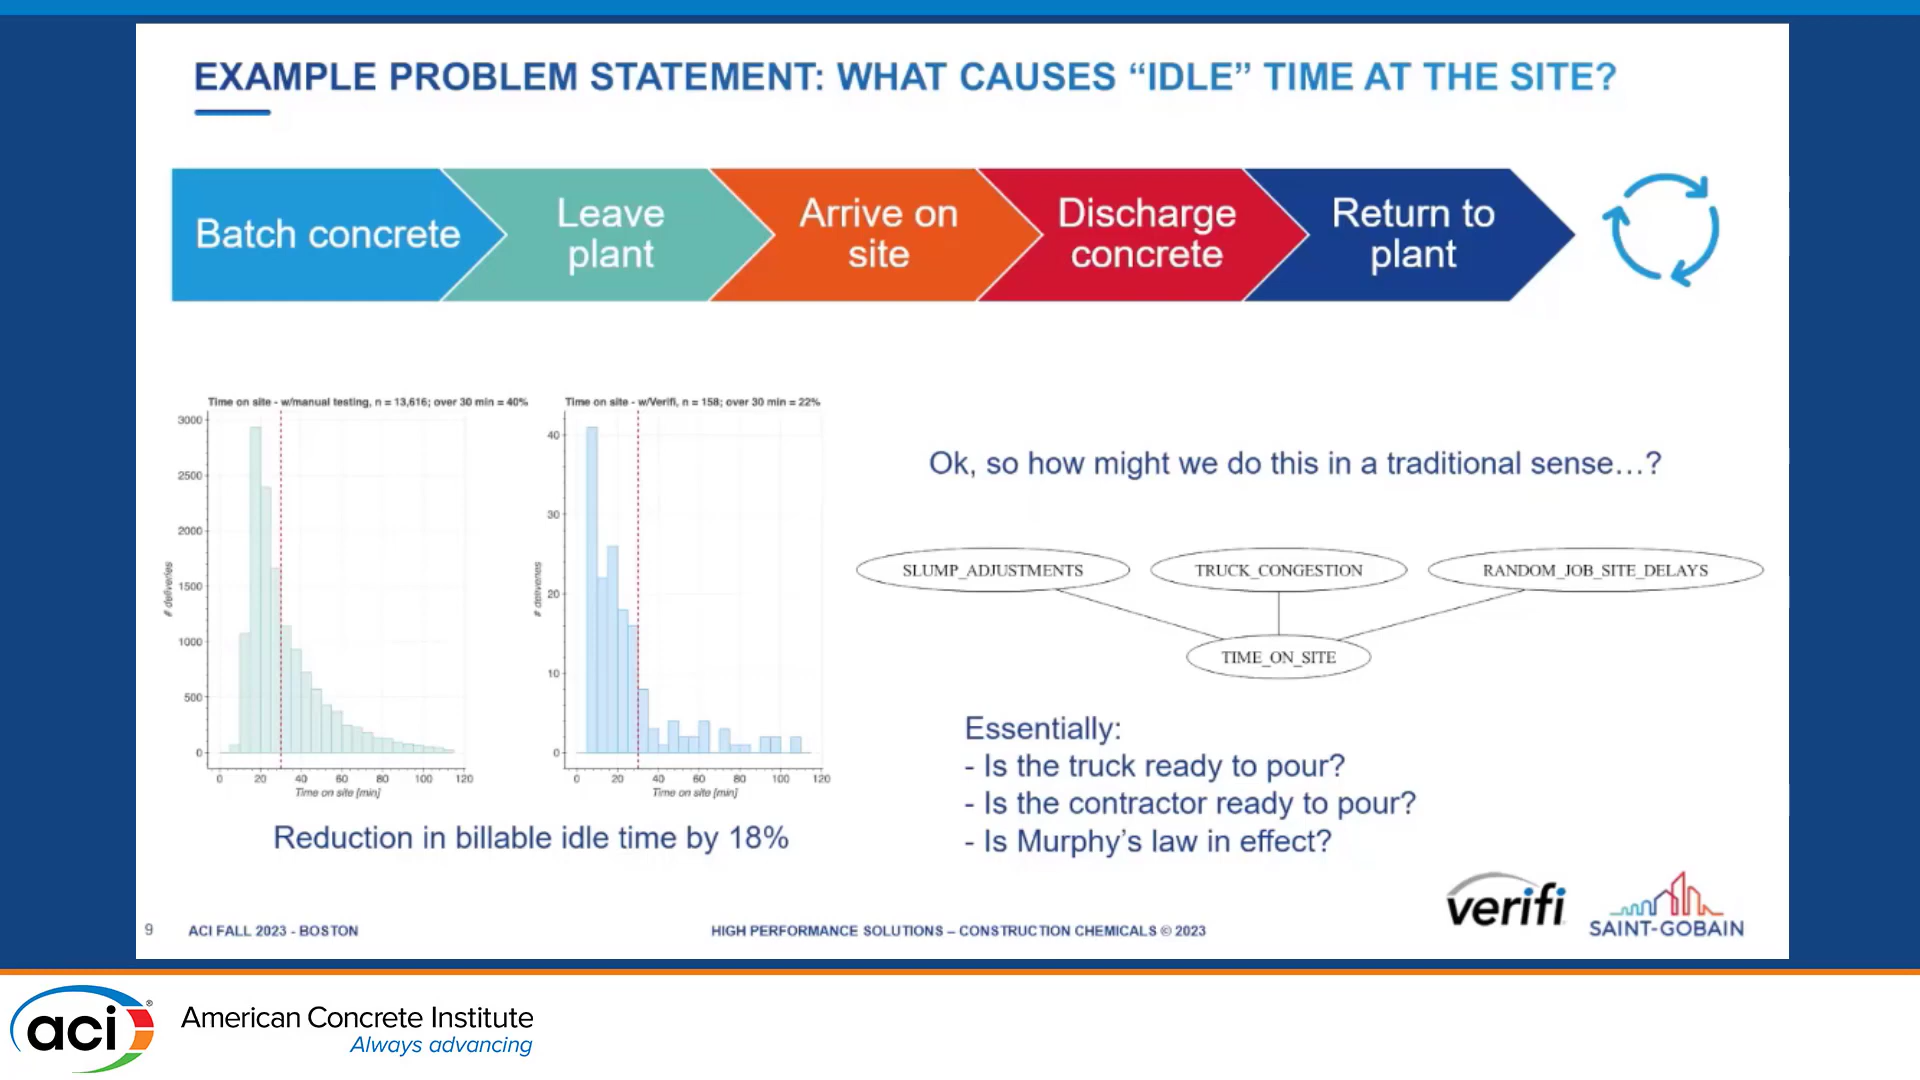 EXAMPLE PROBLEM STATEMENT: WHAT CAUSES “IDLE” TIME AT THE SITE?
Batch concrete
Leave
plant
Arrive on
site
Discharge
concrete
Return to
plant
Time on site - w/manual testing, n = 13,616; over 30 min = 40%
3000
2500
2000
1500
1000
500
0
# deliveries
0 20 40 60 80 100 120
Time on site [min]
Time on site - w/Verifi, n = 158; over 30 min = 22%
40
30
20
10
0
# deliveries
0 20 40 60 80 100 120
Time on site [min]
Reduction in billable idle time by 18%
Ok, so how might we do this in a traditional sense…?
SLUMP_ADJUSTMENTS
TRUCK_CONGESTION
RANDOM_JOB_SITE_DELAYS
TIME_ON_SITE
Essentially:
- Is the truck ready to pour?
- Is the contractor ready to pour?
- Is Murphy’s law in effect?
verifi
SAINT-GOBAIN
9
ACI FALL 2023 - BOSTON
HIGH PERFORMANCE SOLUTIONS – CONSTRUCTION CHEMICALS © 2023
aci®
American Concrete Institute
Always advancing